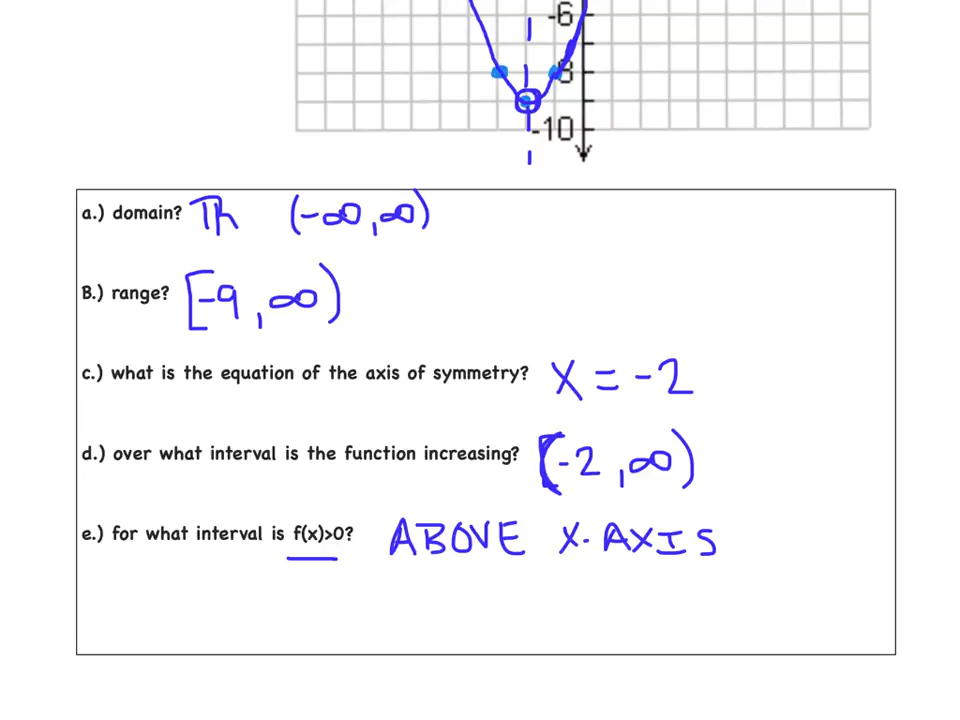 -6
-8
-10
a.) domain? Th (-∞,∞)
B.) range? [-9,∞)
c.) what is the equation of the axis of symmetry? X = -2
d.) over what interval is the function increasing? (-2,∞)
e.) for what interval is f(x)>0? ABOVE X-AXIS